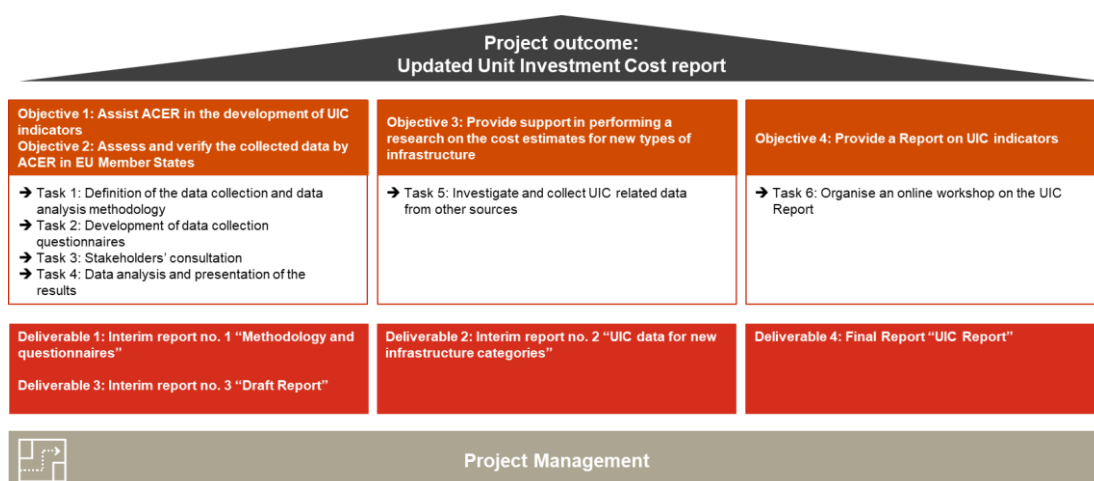 Project outcome:
Updated Unit Investment Cost report
Objective 1: Assist ACER in the development of UIC
indicators
Objective 2: Assess and verify the collected data by
ACER in EU Member States
➔ Task 1: Definition of the data collection and data
analysis methodology
➔ Task 2: Development of data collection
questionnaires
➔ Task 3: Stakeholders’ consultation
➔ Task 4: Data analysis and presentation of the
results
Deliverable 1: Interim report no. 1 “Methodology and
questionnaires”
Deliverable 3: Interim report no. 3 “Draft Report”
Objective 3: Provide support in performing a
research on the cost estimates for new types of
infrastructure
➔ Task 5: Investigate and collect UIC related data
from other sources
Deliverable 2: Interim report no. 2 “UIC data for new
infrastructure categories”
Objective 4: Provide a Report on UIC indicators
➔ Task 6: Organise an online workshop on the UIC
Report
Deliverable 4: Final Report “UIC Report”
Project Management